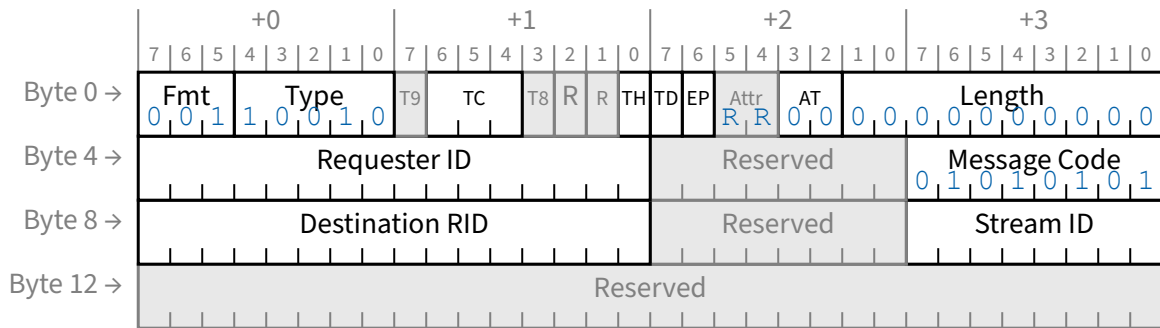 +0 +1 +2 +3
7 6 5 4 3 2 1 0 7 6 5 4 3 2 1 0 7 6 5 4 3 2 1 0 7 6 5 4 3 2 1 0
Byte 0 → Fmt Type T9 TC T8 R R TH TD EP Attr AT Length
0 0 1 1 0 0 1 0 R R 0 0 0 0 0 0 0 0 0 0 0 0
Byte 4 → Requester ID Reserved Message Code
0 1 0 1 0 1 0 1
Byte 8 → Destination RID Reserved Stream ID
Byte 12 → Reserved